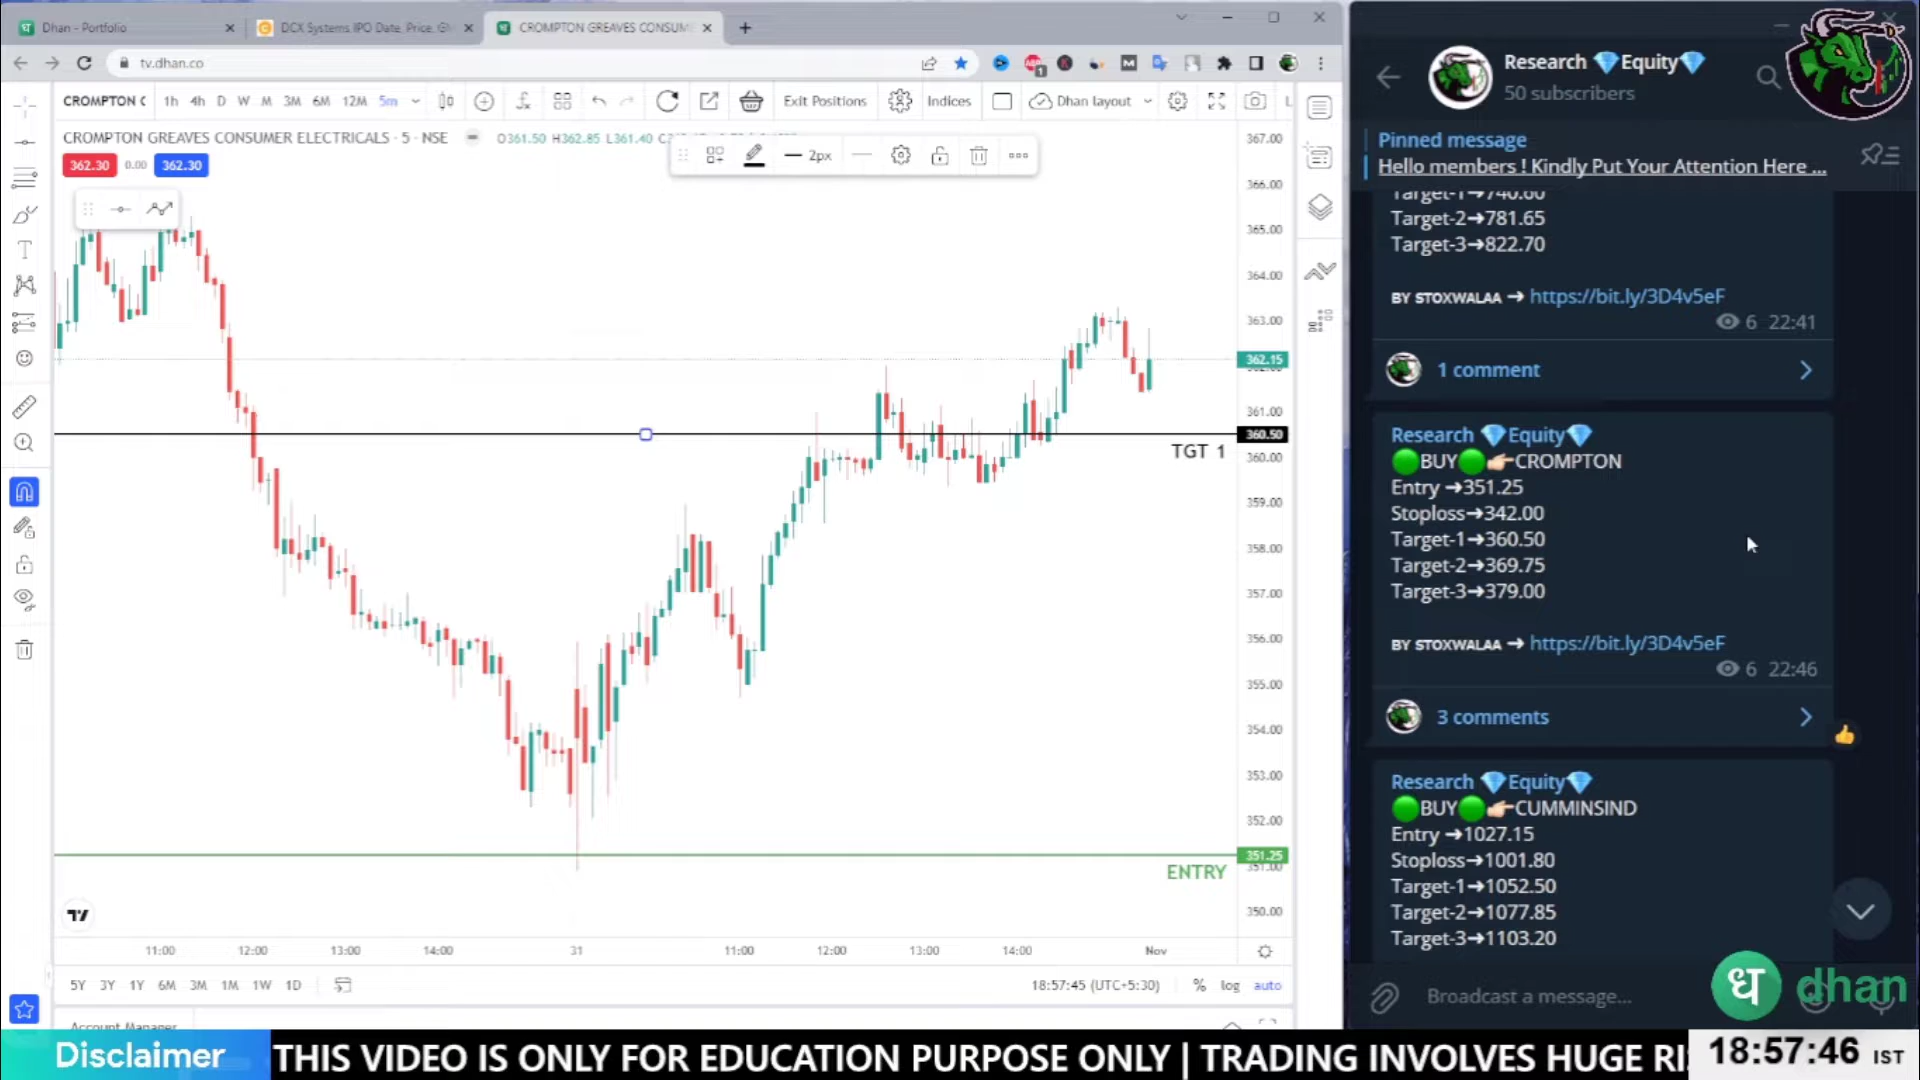 Dhan - Portfolio
DCX Systems IPO Date, Price, GM
CROMPTON GREAVES CONSUM
tv.dhan.co
CROMPTON C 1h 4h D W M 3M 6M 12M 5m Exit Positions Indices Dhan layout
CROMPTON GREAVES CONSUMER ELECTRICALS · 5 · NSE O361.50 H362.85 L361.40
362.30 0.00 362.30
2px
367.00
366.00
365.00
364.00
363.00
362.15
361.00
360.50
TGT 1
360.00
359.00
358.00
357.00
356.00
355.00
354.00
353.00
352.00
351.25
ENTRY
350.00
11:00 12:00 13:00 14:00 31 11:00 12:00 13:00 14:00 Nov
5Y 3Y 1Y 6M 3M 1M 1W 1D 18:57:45 (UTC+5:30) % log auto
Account Manager
Research 💎Equity💎
50 subscribers
Pinned message
Hello members ! Kindly Put Your Attention Here ...
Target-1➜740.60
Target-2➜781.65
Target-3➜822.70
BY STOXWALAA ➜ https://bit.ly/3D4v5eF
6 22:41
1 comment
Research 💎Equity💎
🟢BUY🟢👉🏻CROMPTON
Entry ➜351.25
Stoploss➜342.00
Target-1➜360.50
Target-2➜369.75
Target-3➜379.00
BY STOXWALAA ➜ https://bit.ly/3D4v5eF
6 22:46
3 comments
Research 💎Equity💎
🟢BUY🟢👉🏻CUMMINSIND
Entry ➜1027.15
Stoploss➜1001.80
Target-1➜1052.50
Target-2➜1077.85
Target-3➜1103.20
Broadcast a message...
ध dhan
Disclaimer THIS VIDEO IS ONLY FOR EDUCATION PURPOSE ONLY | TRADING INVOLVES HUGE RI
18:57:46 IST